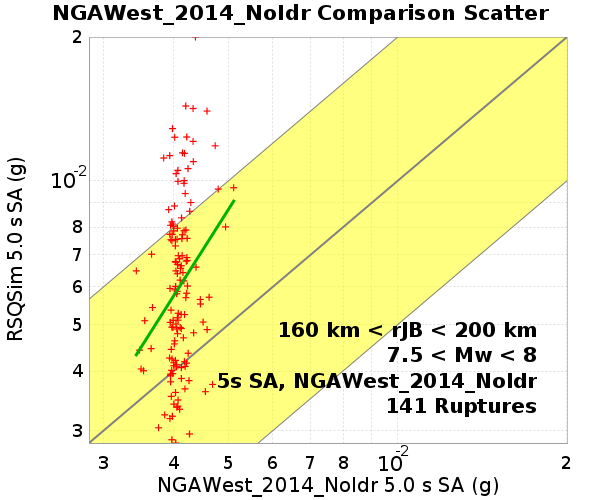 NGAWest_2014_NoIdr Comparison Scatter
RSQSim 5.0 s SA (g)
2
10-2
8
7
6
5
4
3
160 km < rJB < 200 km
7.5 < Mw < 8
5s SA, NGAWest_2014_NoIdr
141 Ruptures
3 4 5 6 7 8 10-2 2
NGAWest_2014_NoIdr 5.0 s SA (g)